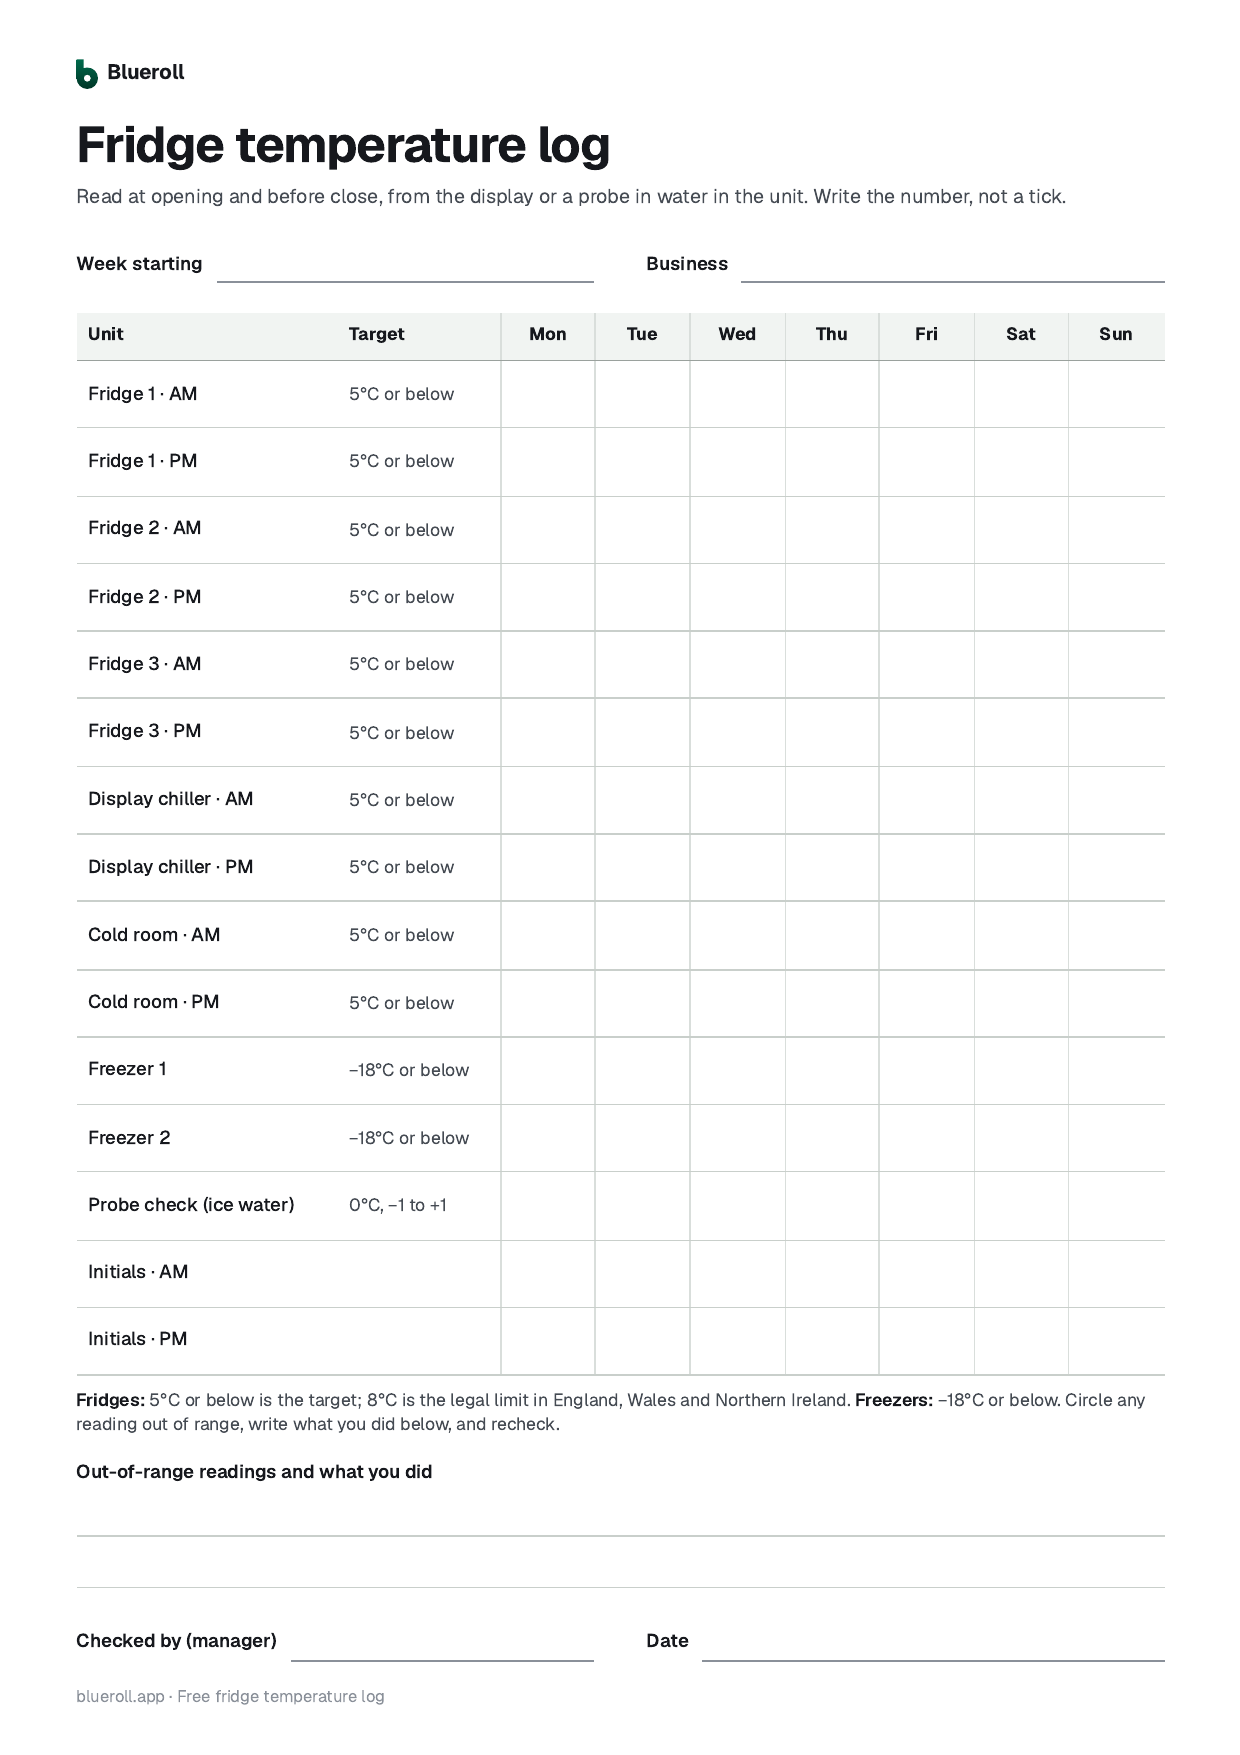 Blueroll
Fridge temperature log
Read at opening and before close, from the display or a probe in water in the unit. Write the number, not a tick.
Week starting Business
Unit Target Mon Tue Wed Thu Fri Sat Sun
Fridge 1 · AM 5°C or below
Fridge 1 · PM 5°C or below
Fridge 2 · AM 5°C or below
Fridge 2 · PM 5°C or below
Fridge 3 · AM 5°C or below
Fridge 3 · PM 5°C or below
Display chiller · AM 5°C or below
Display chiller · PM 5°C or below
Cold room · AM 5°C or below
Cold room · PM 5°C or below
Freezer 1 −18°C or below
Freezer 2 −18°C or below
Probe check (ice water) 0°C, −1 to +1
Initials · AM
Initials · PM
Fridges: 5°C or below is the target; 8°C is the legal limit in England, Wales and Northern Ireland. Freezers: −18°C or below. Circle any
reading out of range, write what you did below, and recheck.
Out-of-range readings and what you did
Checked by (manager) Date
blueroll.app · Free fridge temperature log